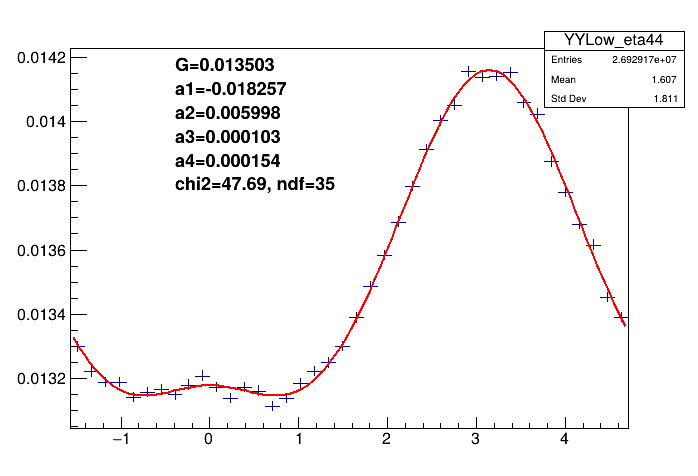 YYLow_eta44
Entries 2.692917e+07
Mean 1.607
Std Dev 1.811
G=0.013503
a1=-0.018257
a2=0.005998
a3=0.000103
a4=0.000154
chi2=47.69, ndf=35
0.0142
0.014
0.0138
0.0136
0.0134
0.0132
−1 0 1 2 3 4